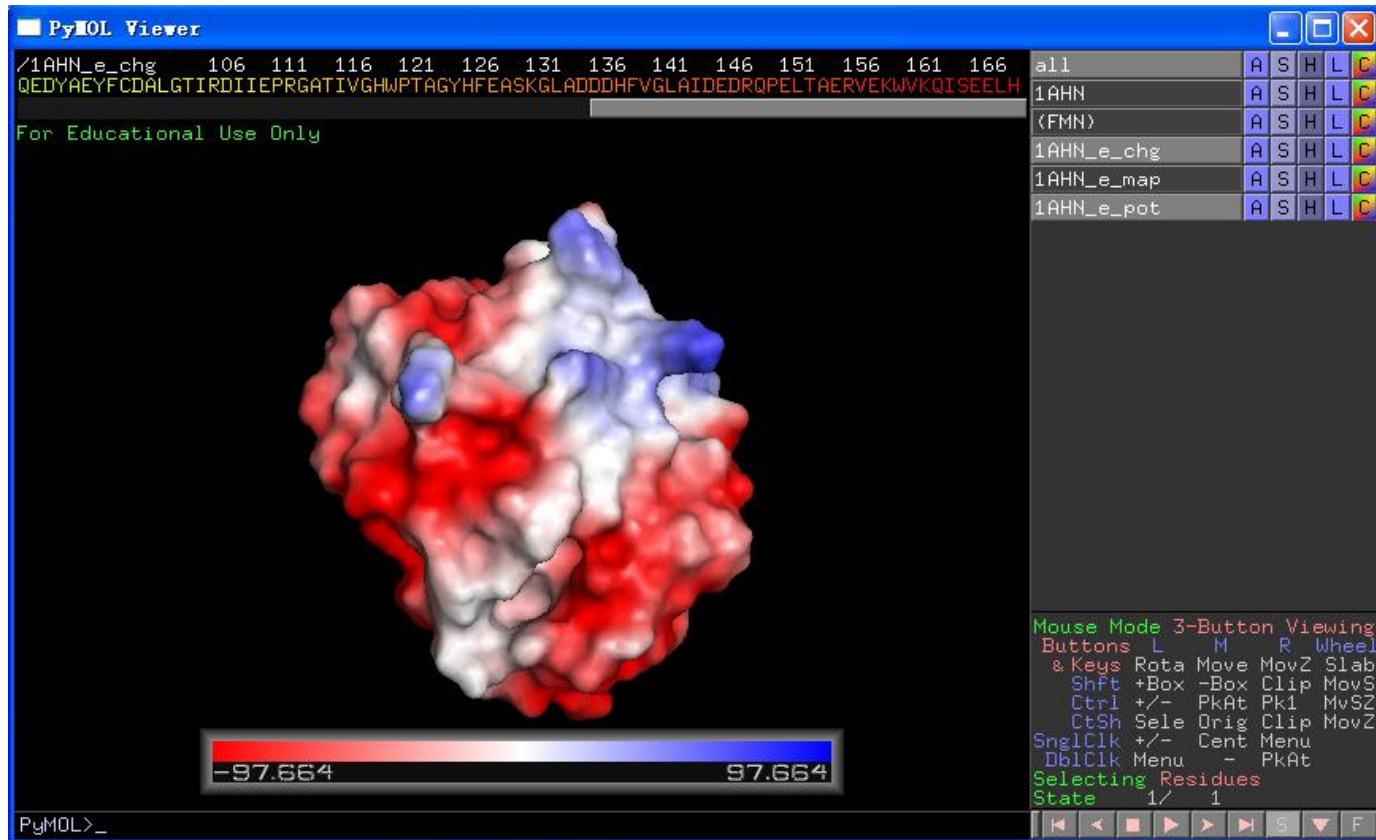 PyMOL Viewer
/1AHN_e_chg 106 111 116 121 126 131 136 141 146 151 156 161 166
QEDYAEYFCDALGTIRDIIEPRGATIVGHWPTAGYHFEASKGLADDDHFVGLAIDEDRQPELTAERVEKWVKQISEELH
For Educational Use Only
all A S H L C
1AHN A S H L C
(FMN) A S H L C
1AHN_e_chg A S H L C
1AHN_e_map A S H L C
1AHN_e_pot A S H L C
-97.664 97.664
Mouse Mode 3-Button Viewing
Buttons L M R Wheel
& Keys Rota Move MovZ Slab
Shft +Box -Box Clip MovS
Ctrl +/- PkAt Pk1 MvSZ
CtSh Sele Orig Clip MovZ
SnglClk +/- Cent Menu
DblClk Menu - PkAt
Selecting Residues
State 1/ 1
PyMOL>_
S F